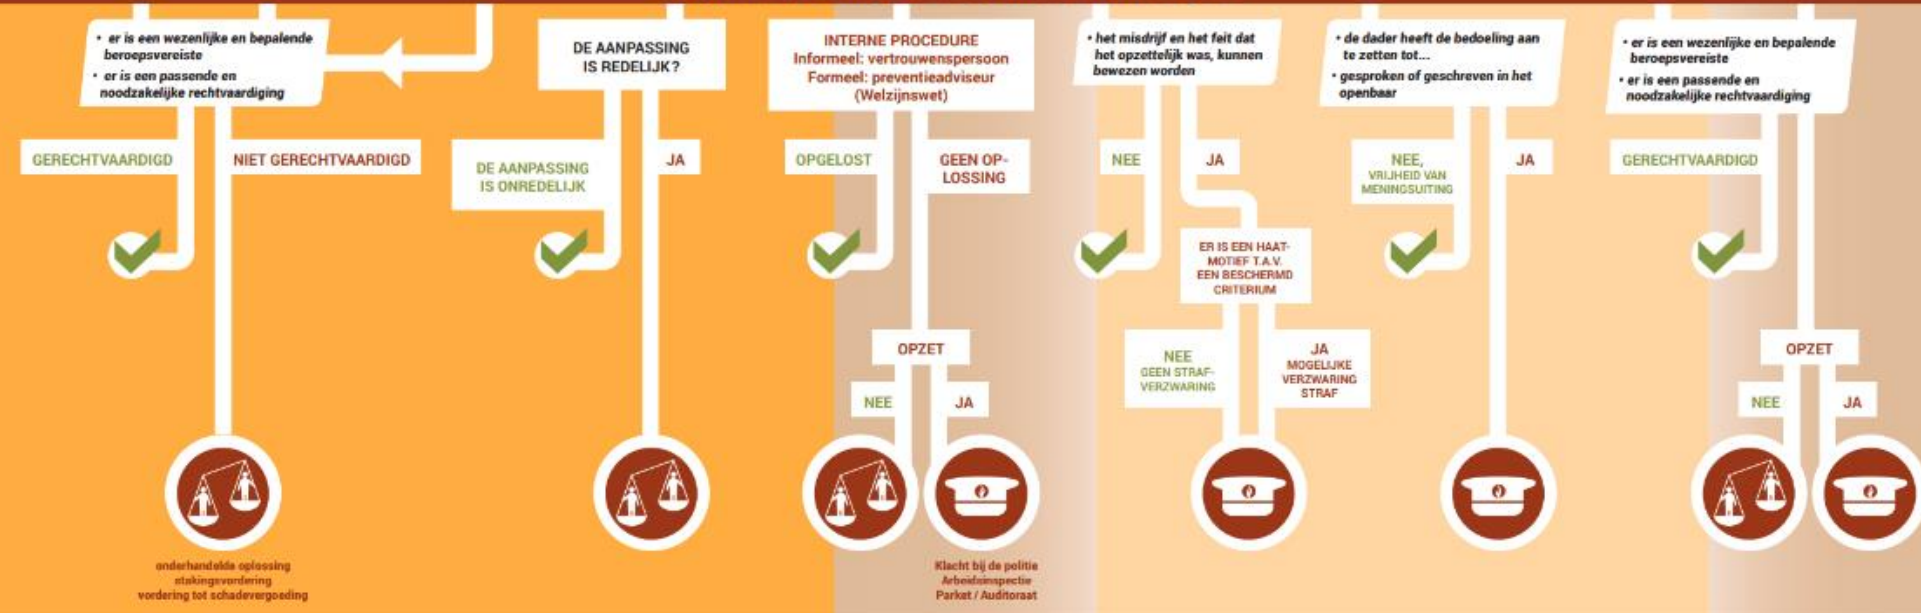 • er is een wezenlijke en bepalende
beroepsvereiste
• er is een passende en
noodzakelijke rechtvaardiging
GERECHTVAARDIGD
NIET GERECHTVAARDIGD
onderhandelde oplossing
stakingsvordering
vordering tot schadevergoeding
DE AANPASSING
IS REDELIJK?
DE AANPASSING
IS ONREDELIJK
JA
INTERNE PROCEDURE
Informeel: vertrouwenspersoon
Formeel: preventieadviseur
(Welzijnswet)
OPGELOST
GEEN OP-
LOSSING
OPZET
NEE
JA
Klacht bij de politie
Arbeidsinspectie
Parket / Auditoraat
• het misdrijf en het feit dat
het opzettelijk was, kunnen
bewezen worden
NEE
JA
ER IS EEN HAAT-
MOTIEF T.A.V.
EEN BESCHERMD
CRITERIUM
NEE
GEEN STRAF-
VERZWARING
JA
MOGELIJKE
VERZWARING
STRAF
• de dader heeft de bedoeling aan
te zetten tot...
• gesproken of geschreven in het
openbaar
NEE,
VRIJHEID VAN
MENINGSUITING
JA
• er is een wezenlijke en bepalende
beroepsvereiste
• er is een passende en
noodzakelijke rechtvaardiging
GERECHTVAARDIGD
OPZET
NEE
JA